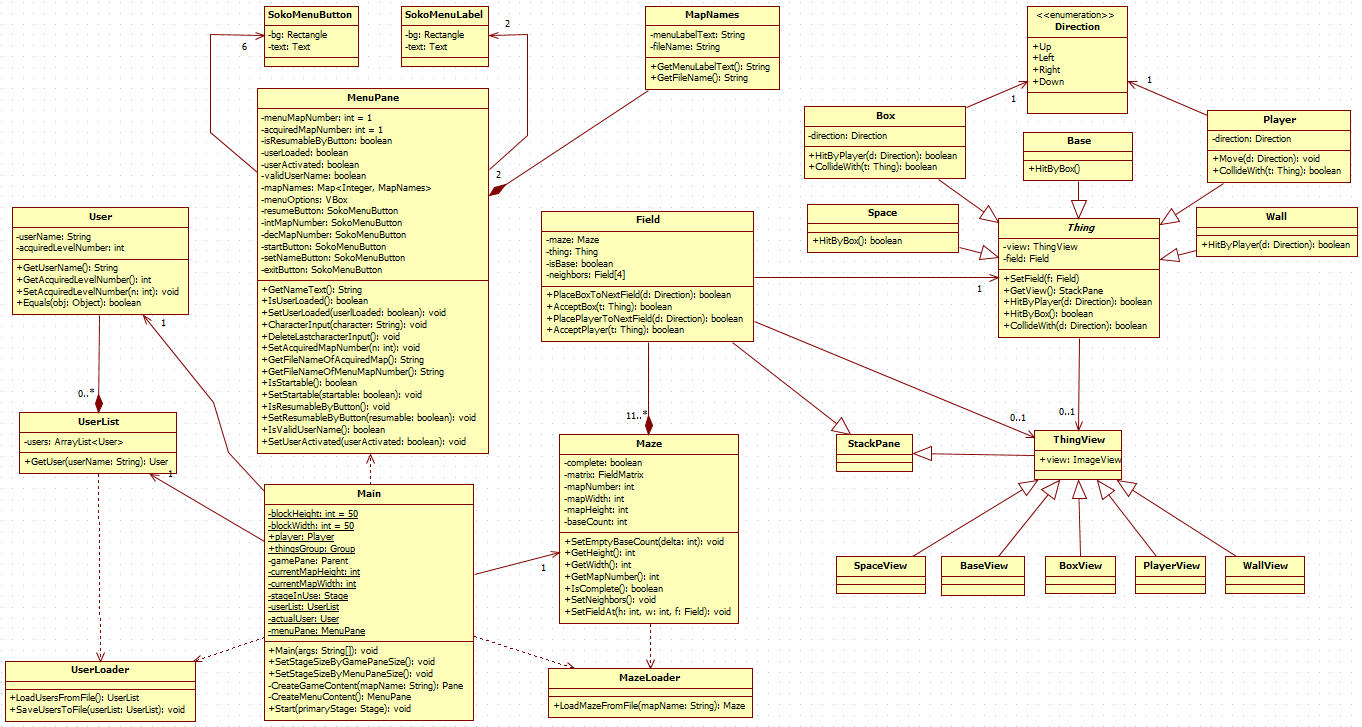 SokoMenuButton
-bg: Rectangle
-text: Text
6
SokoMenuLabel
-bg: Rectangle
-text: Text
2
MapNames
-menuLabelText: String
-fileName: String
+GetMenuLabelText(): String
+GetFileName(): String
2
<<enumeration>>
Direction
+Up
+Left
+Right
+Down
1
1
MenuPane
-menuMapNumber: int = 1
-acquiredMapNumber: int = 1
-isResumableByButton: boolean
-userLoaded: boolean
-userActivated: boolean
-validUserName: boolean
-mapNames: Map<Integer, MapNames>
-menuOptions: VBox
-resumeButton: SokoMenuButton
-intMapNumber: SokoMenuButton
-decMapNumber: SokoMenuButton
-startButton: SokoMenuButton
-setNameButton: SokoMenuButton
-exitButton: SokoMenuButton
+GetNameText(): String
+IsUserLoaded(): boolean
+SetUserLoaded(userlLoaded: boolean): void
+CharacterInput(character: String): void
+DeleteLastcharacterInput(): void
+SetAcquiredMapNumber(n: int): void
+GetFileNameOfAcquiredMap(): String
+GetFileNameOfMenuMapNumber(): String
+IsStartable(): boolean
+SetStartable(startable: boolean): void
+IsResumableByButton(): void
+SetResumableByButton(resumable: boolean): void
+IsValidUserName(): boolean
+SetUserActivated(userActivated: boolean): void
Box
-direction: Direction
+HitByPlayer(d: Direction): boolean
+CollideWith(t: Thing): boolean
Base
+HitByBox()
Player
-direction: Direction
+Move(d: Direction): void
+CollideWith(t: Thing): boolean
Space
+HitByBox(): boolean
Wall
+HitByPlayer(d: Direction): boolean
Thing
-view: ThingView
-field: Field
+SetField(f: Field)
+GetView(): StackPane
+HitByPlayer(d: Direction): boolean
+HitByBox(): boolean
+CollideWith(d: Direction): boolean
1
User
-userName: String
-acquiredLevelNumber: int
+GetUserName(): String
+GetAcquiredLevelNumber(): int
+SetAcquiredLevelNumber(n: int): void
+Equals(obj: Object): boolean
1
0..*
Field
-maze: Maze
-thing: Thing
-isBase: boolean
-neighbors: Field[4]
+PlaceBoxToNextField(d: Direction): boolean
+AcceptBox(t: Thing): boolean
+PlacePlayerToNextField(d: Direction): boolean
+AcceptPlayer(t: Thing): boolean
11..*
0..1
0..1
UserList
-users: ArrayList<User>
+GetUser(userName: String): User
1
StackPane
ThingView
+view: ImageView
Maze
-complete: boolean
-matrix: FieldMatrix
-mapNumber: int
-mapWidth: int
-mapHeight: int
-baseCount: int
+SetEmptyBaseCount(delta: int): void
+GetHeight(): int
+GetWidth(): int
+GetMapNumber(): int
+IsComplete(): boolean
+SetNeighbors(): void
+SetFieldAt(h: int, w: int, f: Field): void
1
Main
-blockHeight: int = 50
-blockWidth: int = 50
+player: Player
+thingsGroup: Group
-gamePane: Parent
-currentMapHeight: int
-currentMapWidth: int
-stageInUse: Stage
-userList: UserList
-actualUser: User
-menuPane: MenuPane
+Main(args: String[]): void
+SetStageSizeByGamePaneSize(): void
+SetStageSizeByMenuPaneSize(): void
-CreateGameContent(mapName: String): Pane
-CreateMenuContent(): MenuPane
+Start(primaryStage: Stage): void
SpaceView
BaseView
BoxView
PlayerView
WallView
UserLoader
+LoadUsersFromFile(): UserList
+SaveUsersToFile(userList: UserList): void
MazeLoader
+LoadMazeFromFile(mapName: String): Maze